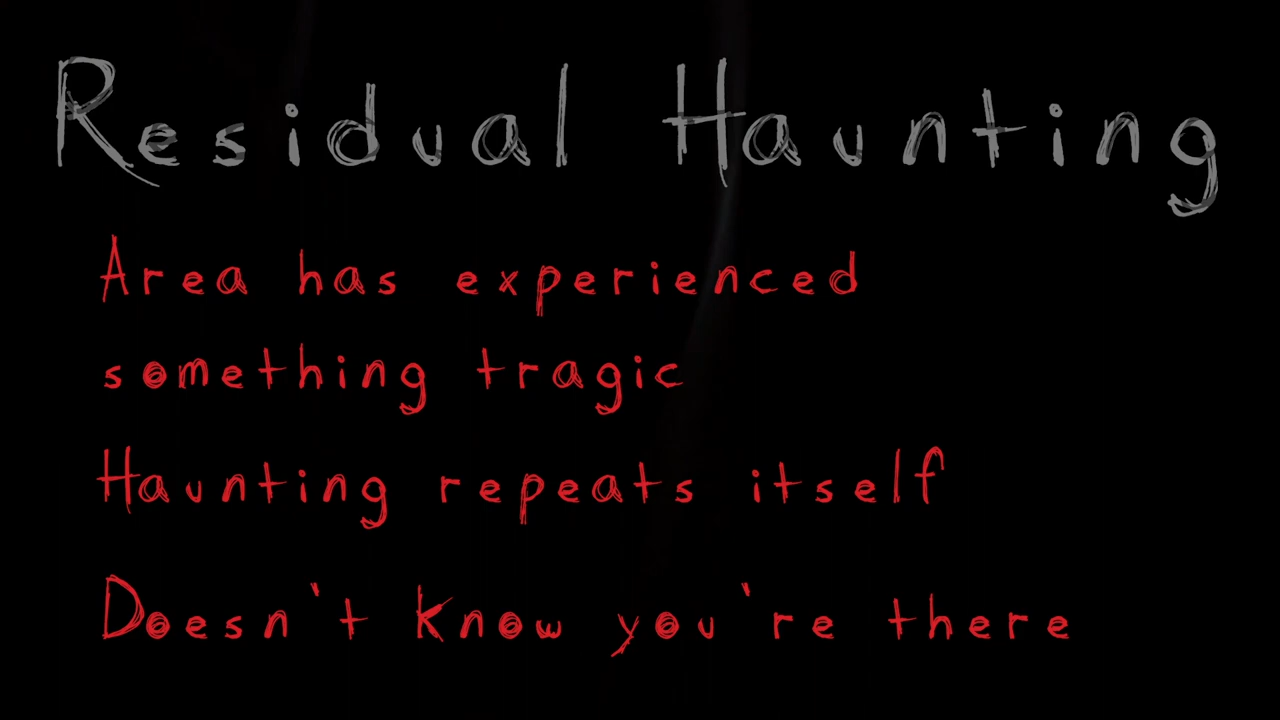 Residual Haunting
Area has experienced
something tragic
Haunting repeats itself
Doesn't know you're there